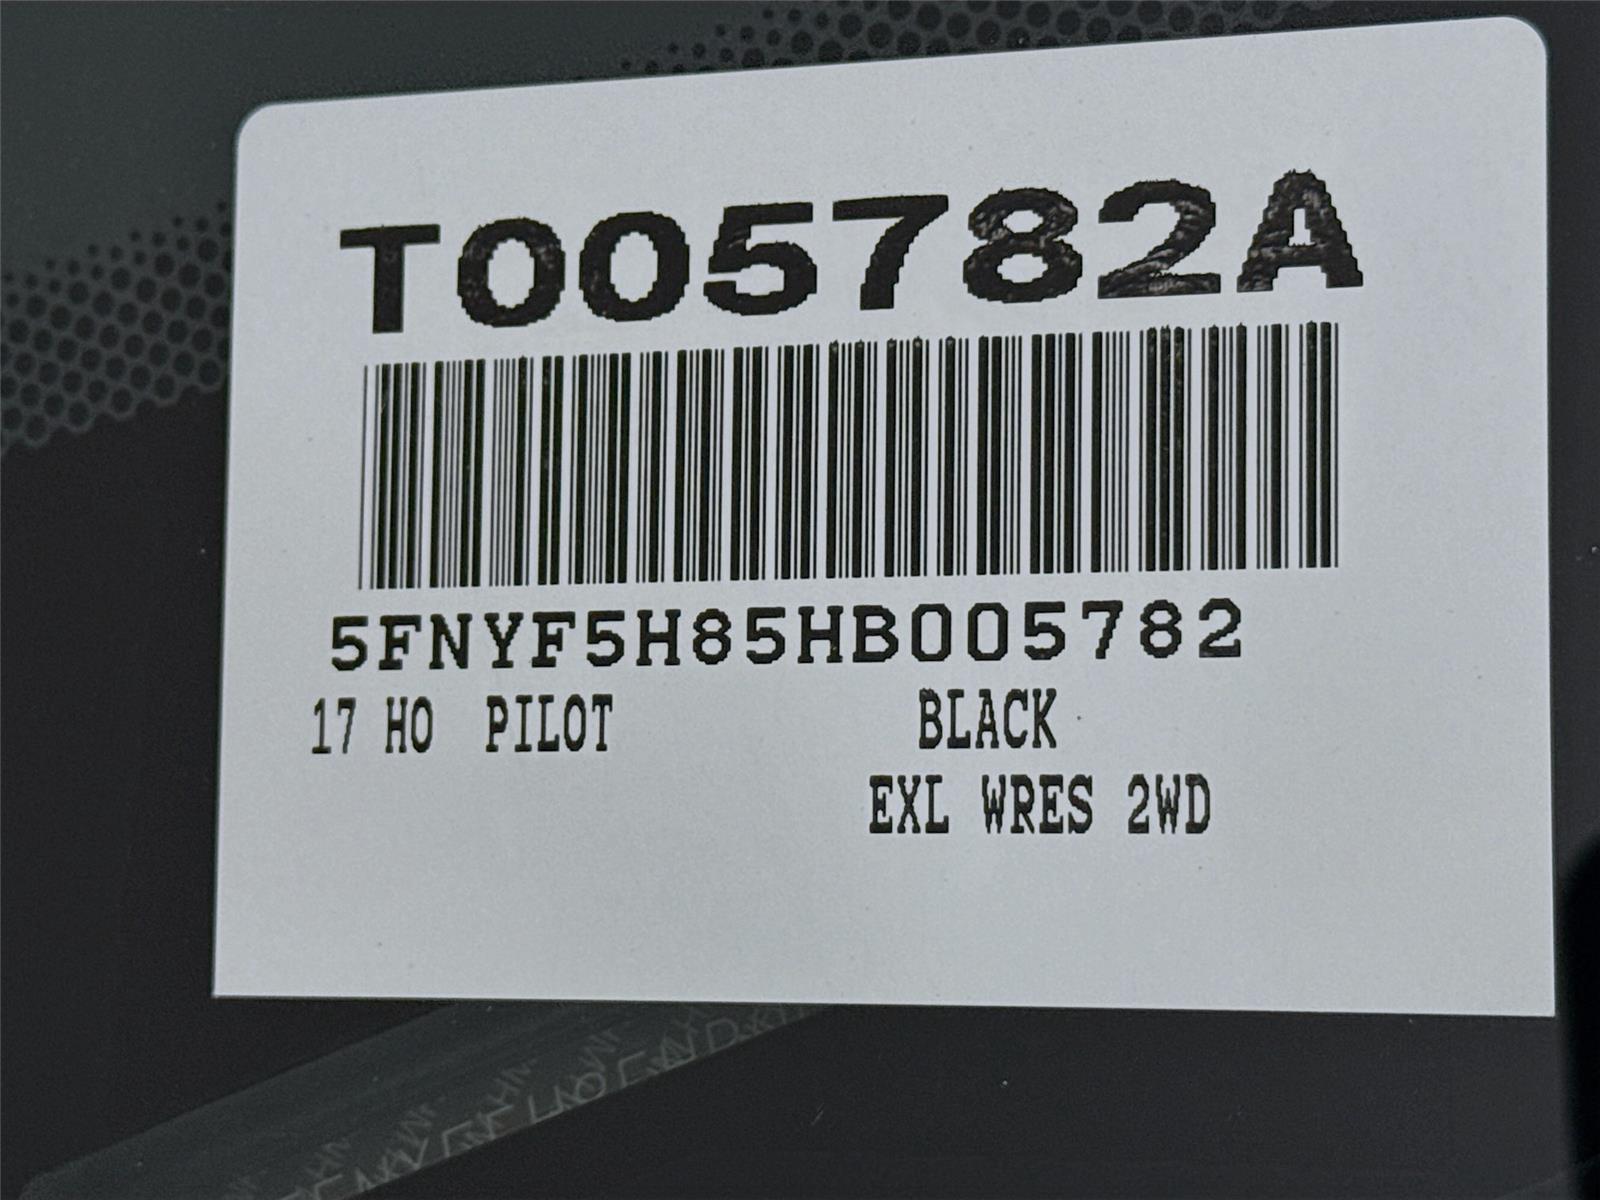 T005782A
5FNYF5H85HB005782
17 HO PILOT BLACK
EXL WRES 2WD